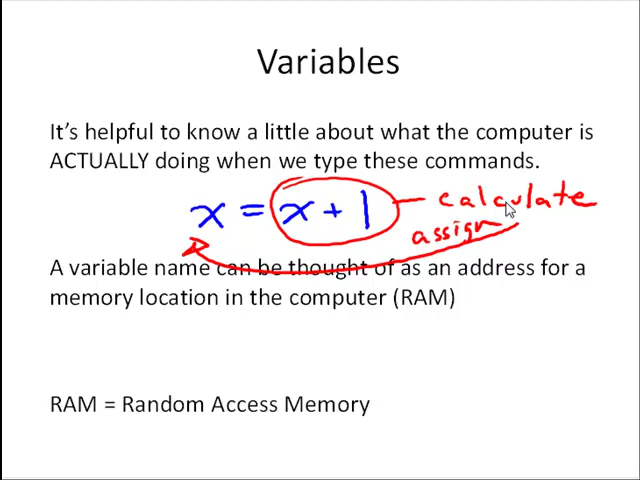 Variables
It's helpful to know a little about what the computer is
ACTUALLY doing when we type these commands.
x = x + 1 calculate
assign
A variable name can be thought of as an address for a
memory location in the computer (RAM)
RAM = Random Access Memory